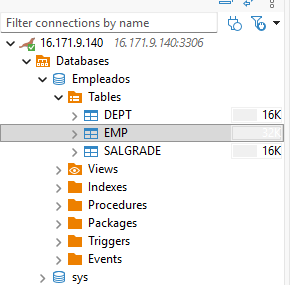 Filter connections by name
16.171.9.140 16.171.9.140:3306
Databases
Empleados
Tables
DEPT 16K
EMP 32K
SALGRADE 16K
Views
Indexes
Procedures
Packages
Triggers
Events
sys